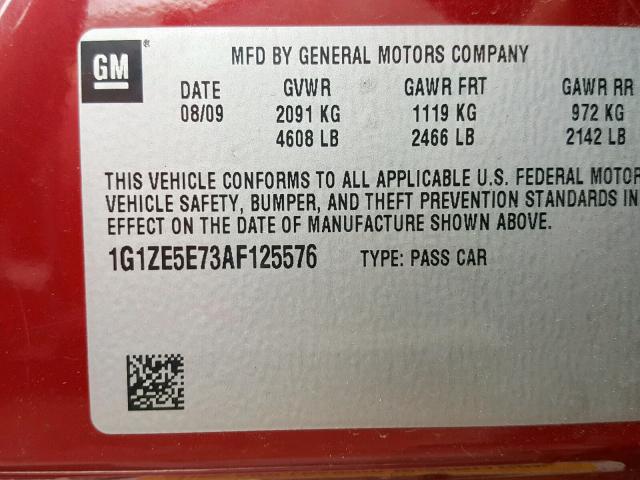 GM ®
MFD BY GENERAL MOTORS COMPANY
DATE GVWR GAWR FRT GAWR RR
08/09 2091 KG 1119 KG 972 KG
4608 LB 2466 LB 2142 LB
THIS VEHICLE CONFORMS TO ALL APPLICABLE U.S. FEDERAL MOTOR
VEHICLE SAFETY, BUMPER, AND THEFT PREVENTION STANDARDS IN
EFFECT ON THE DATE OF MANUFACTURE SHOWN ABOVE.
1G1ZE5E73AF125576 TYPE: PASS CAR